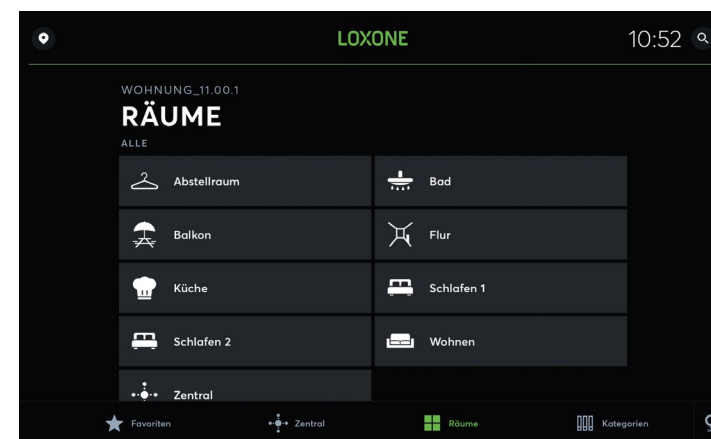 LOXONE
10:52
WOHNUNG_11.00.1
RÄUME
ALLE
Abstellraum
Bad
Balkon
Flur
Küche
Schlafen 1
Schlafen 2
Wohnen
Zentral
Favoriten
Zentral
Räume
Kategorien